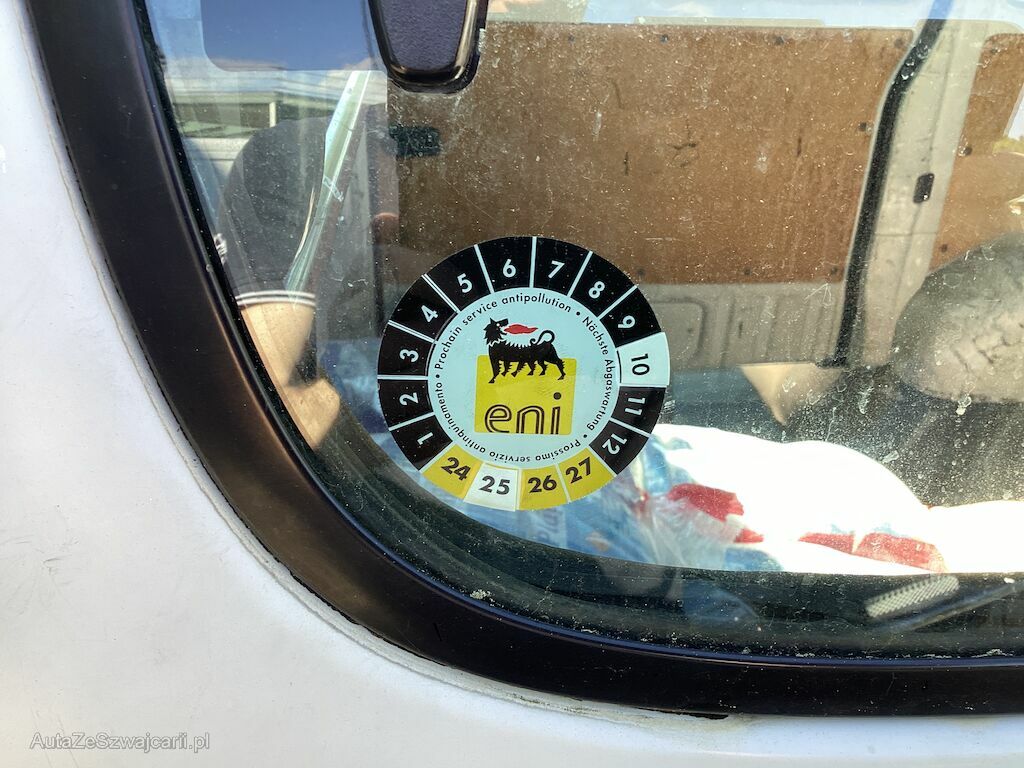 1 2 3 4 5 6 7 8 9 10 11 12
Prochain service antipollution • Nächste Abgaswartung • Prossimo servizio antinquinamento •
eni
24 25 26 27
AutaZeSzwajcarii.pl